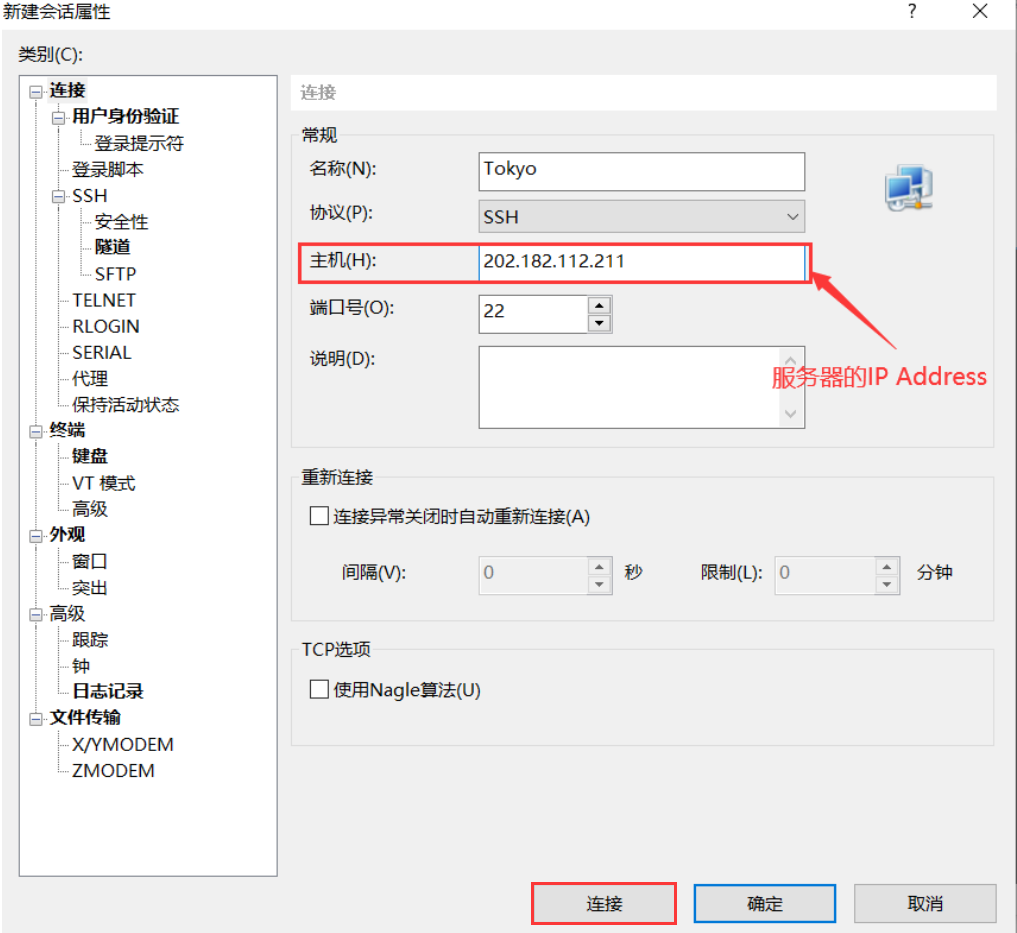 新建会话属性
?
类别(C):
连接
用户身份验证
登录提示符
登录脚本
SSH
安全性
隧道
SFTP
TELNET
RLOGIN
SERIAL
代理
保持活动状态
终端
键盘
VT 模式
高级
外观
窗口
突出
高级
跟踪
钟
日志记录
文件传输
X/YMODEM
ZMODEM
连接
常规
名称(N): Tokyo
协议(P): SSH
主机(H): 202.182.112.211
端口号(O): 22
说明(D):
服务器的IP Address
重新连接
连接异常关闭时自动重新连接(A)
间隔(V): 0 秒 限制(L): 0 分钟
TCP选项
使用Nagle算法(U)
连接 确定 取消